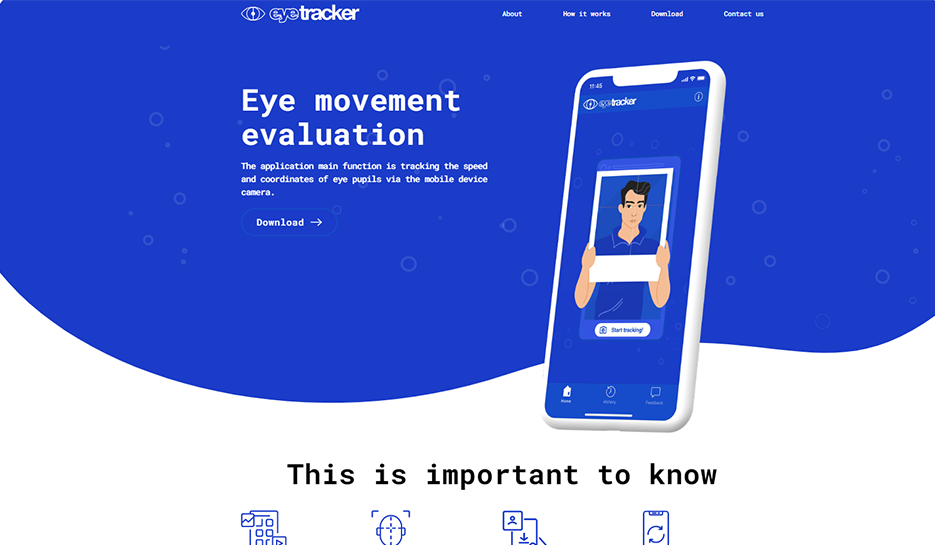 eyetracker
About
How it works
Download
Contact us
Eye movement
evaluation
The application main function is tracking the speed
and coordinates of eye pupils via the mobile device
camera.
Download
11:45
eyetracker
Start tracking!
Home
History
Feedback
This is important to know